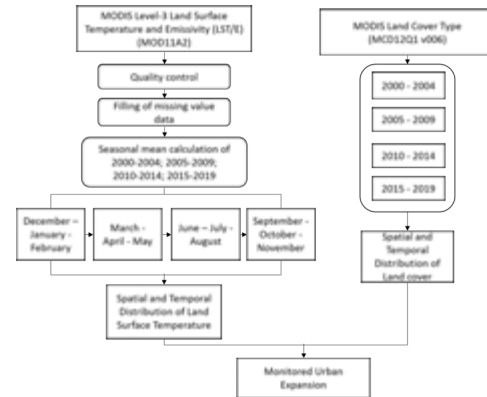 MODIS Level-3 Land Surface
Temperature and Emissivity (LST/E)
(MOD11A2)
Quality control
Filling of missing value
data
Seasonal mean calculation of
2000-2004; 2005-2009;
2010-2014; 2015-2019
December –
January -
February
March -
April - May
June – July -
August
September -
October -
November
Spatial and Temporal
Distribution of Land
Surface Temperature
MODIS Land Cover Type
(MCD12Q1 v006)
2000 - 2004
2005 - 2009
2010 - 2014
2015 - 2019
Spatial and
Temporal
Distribution of
Land cover
Monitored Urban
Expansion